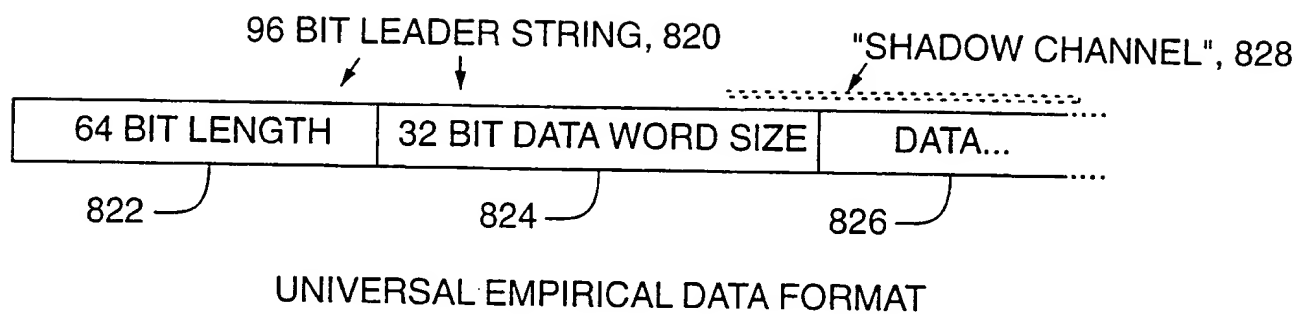 96 BIT LEADER STRING, 820
"SHADOW CHANNEL", 828
64 BIT LENGTH
32 BIT DATA WORD SIZE
DATA...
822
824
826
UNIVERSAL EMPIRICAL DATA FORMAT